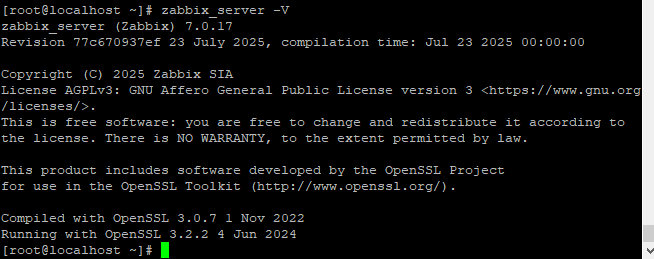 [root@localhost ~]# zabbix_server -V
zabbix_server (Zabbix) 7.0.17
Revision 77c670937ef 23 July 2025, compilation time: Jul 23 2025 00:00:00

Copyright (C) 2025 Zabbix SIA
License AGPLv3: GNU Affero General Public License version 3 <https://www.gnu.org
/licenses/>.
This is free software: you are free to change and redistribute it according to
the license. There is NO WARRANTY, to the extent permitted by law.

This product includes software developed by the OpenSSL Project
for use in the OpenSSL Toolkit (http://www.openssl.org/).

Compiled with OpenSSL 3.0.7 1 Nov 2022
Running with OpenSSL 3.2.2 4 Jun 2024
[root@localhost ~]#